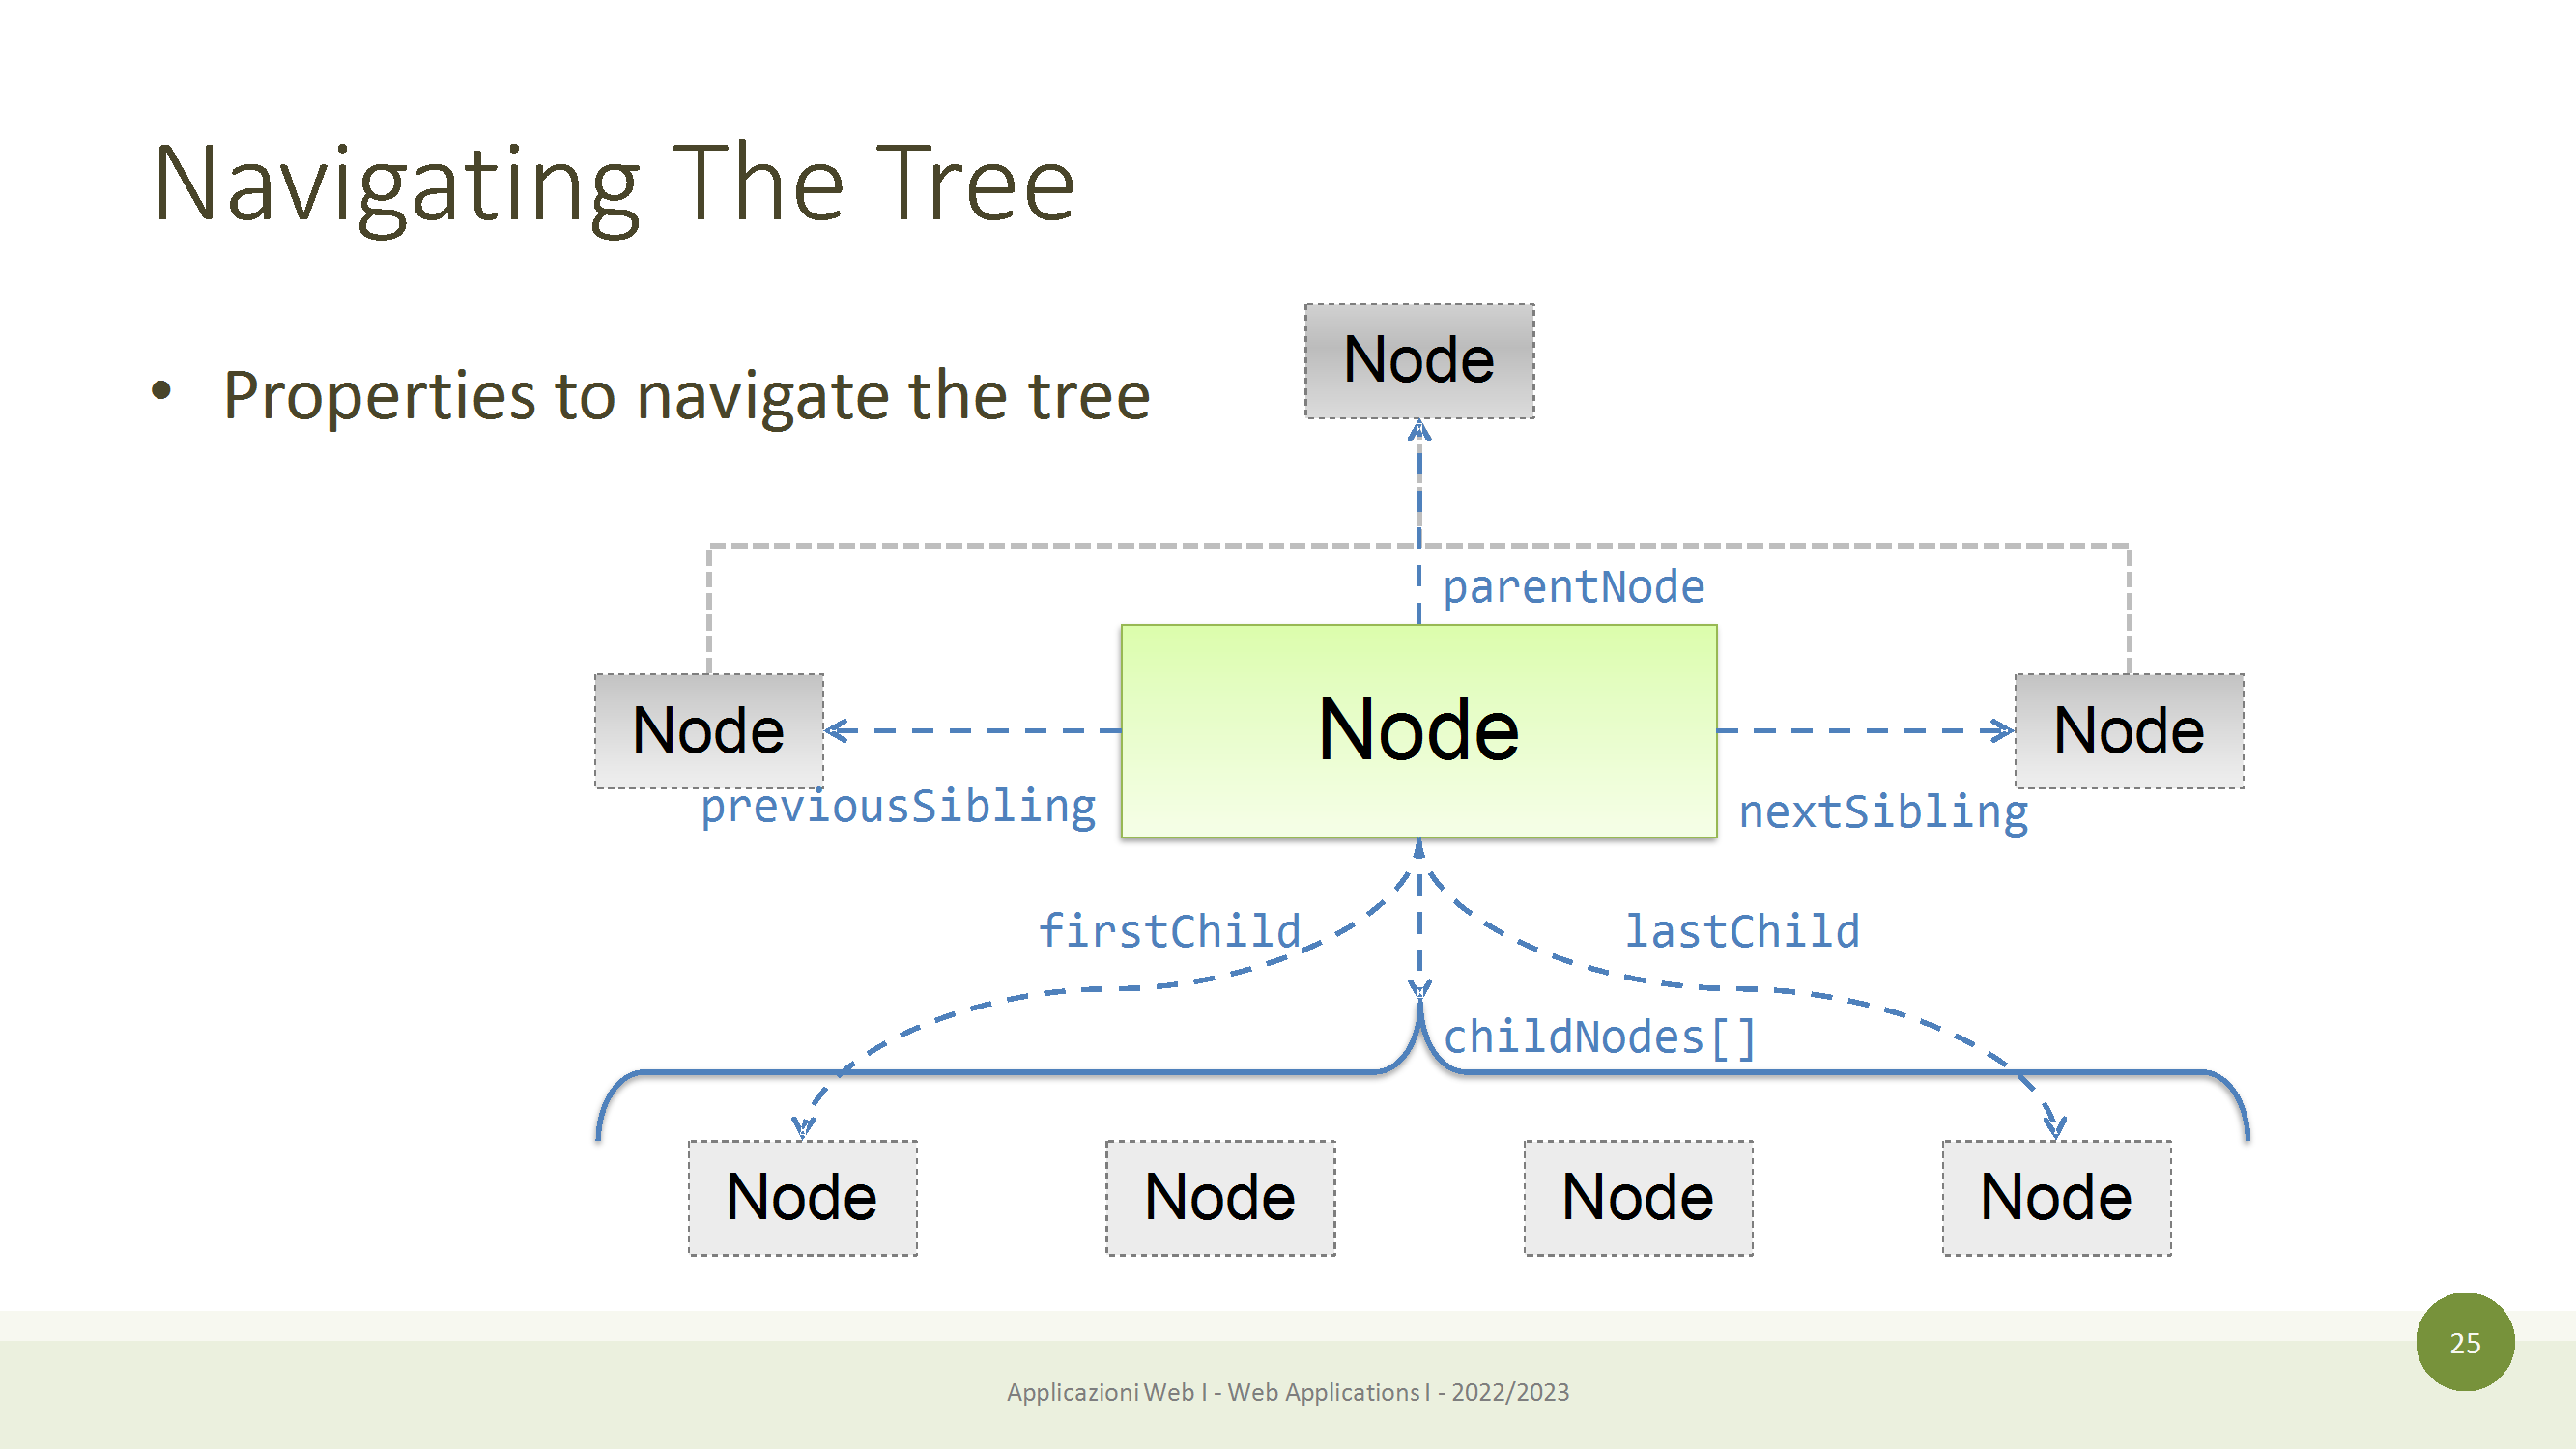 Navigating The Tree
• Properties to navigate the tree
Node
parentNode
Node
Node
Node
previousSibling
nextSibling
firstChild
lastChild
childNodes[]
Node
Node
Node
Node
25
Applicazioni Web I - Web Applications I - 2022/2023